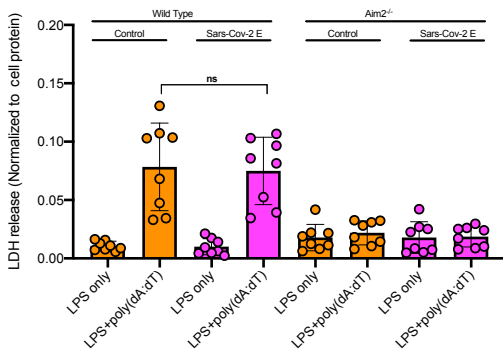 Wild Type Aim2-/-
Control Sars-Cov-2 E Control Sars-Cov-2 E
ns
LDH release (Normalized to cell protein)
0.20
0.15
0.10
0.05
0.00
LPS only
LPS+poly(dA:dT)
LPS only
LPS+poly(dA:dT)
LPS only
LPS+poly(dA:dT)
LPS only
LPS+poly(dA:dT)